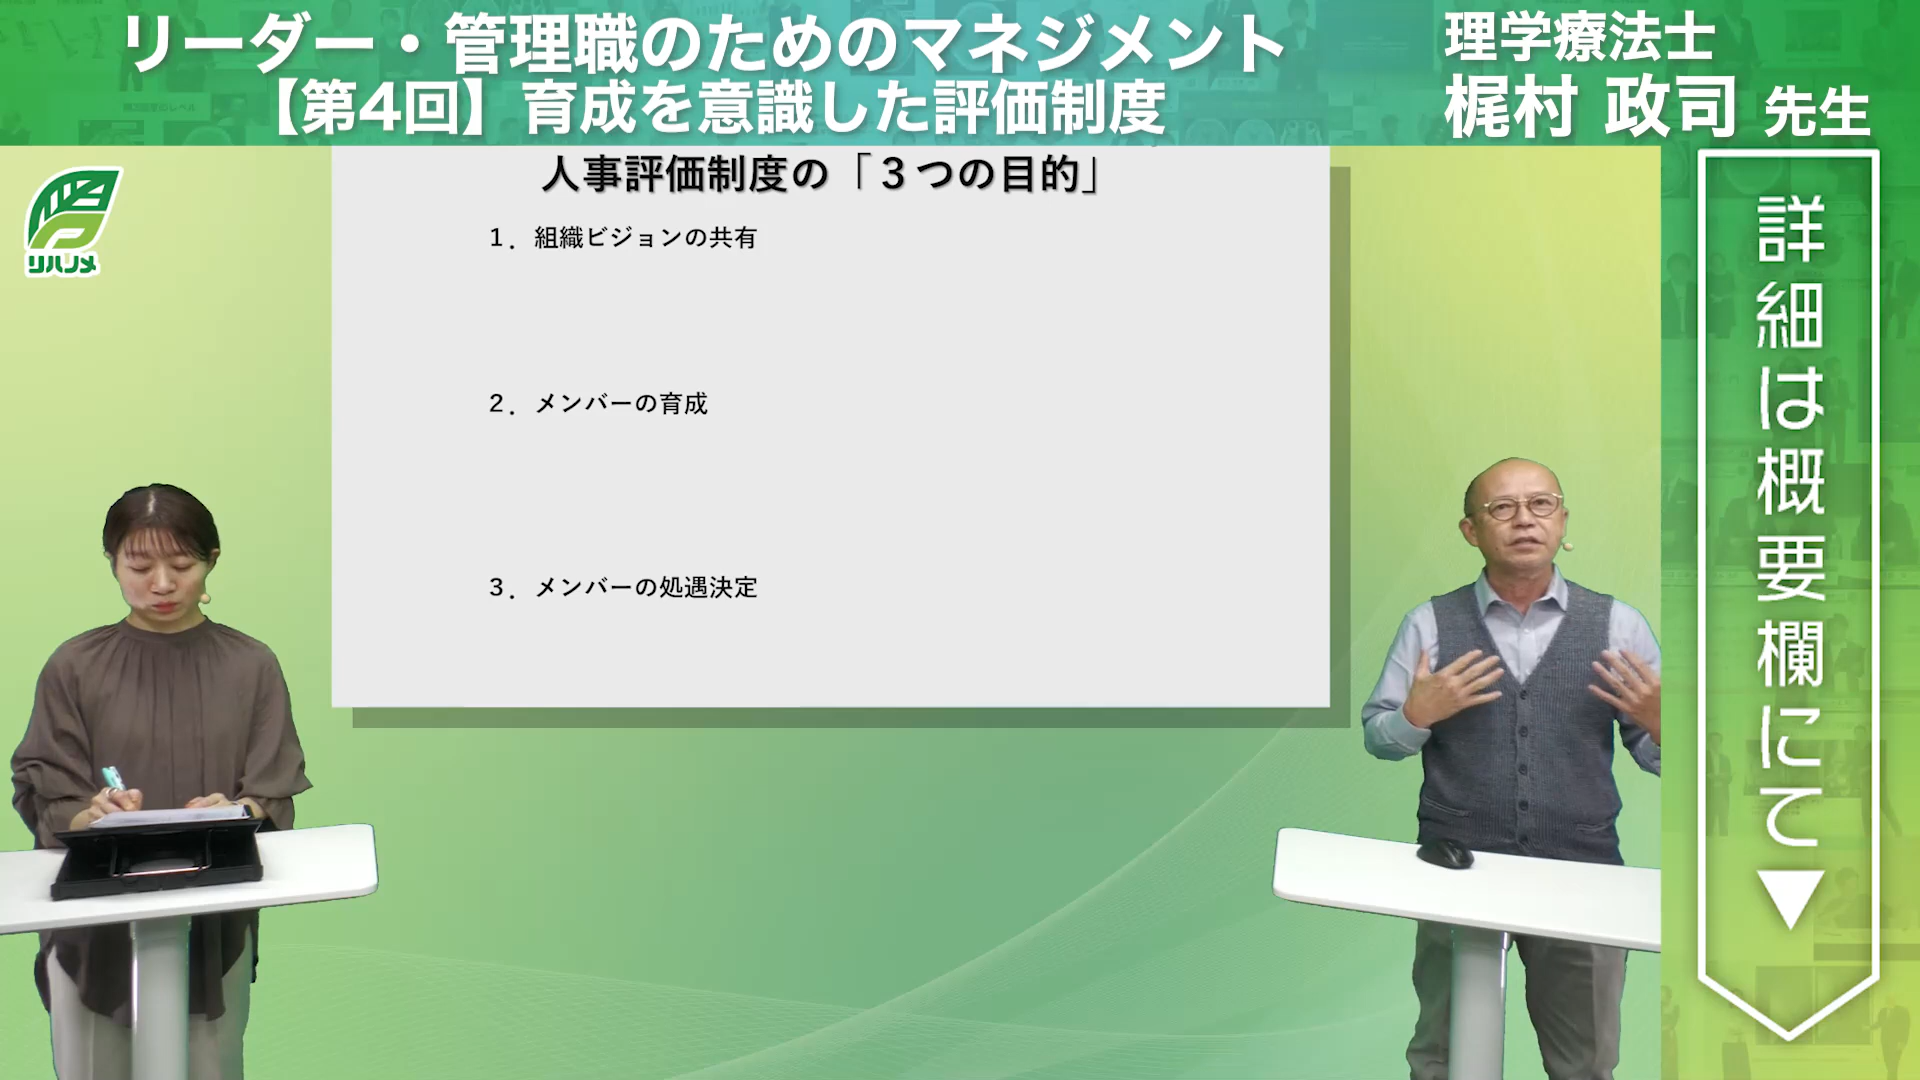 リーダー・管理職のためのマネジメント
【第4回】育成を意識した評価制度
理学療法士
梶村 政司 先生
リハノメ
人事評価制度の「３つの目的」
１．組織ビジョンの共有
２．メンバーの育成
３．メンバーの処遇決定
詳細は概要欄にて▼